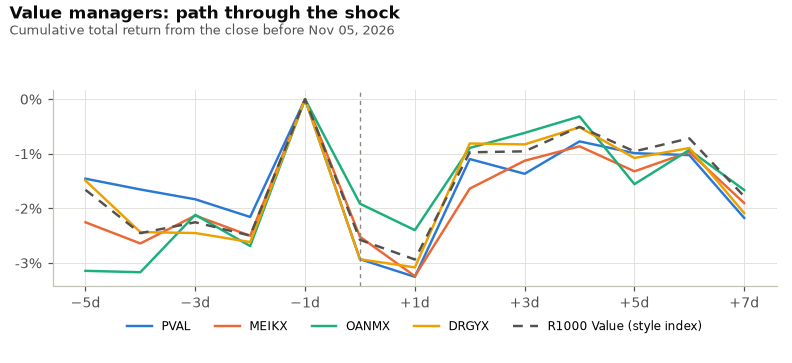 Value managers: path through the shock
Cumulative total return from the close before Nov 05, 2026
0%
-1%
-2%
-3%
−5d −3d −1d +1d +3d +5d +7d
PVAL MEIKX OANMX DRGYX R1000 Value (style index)